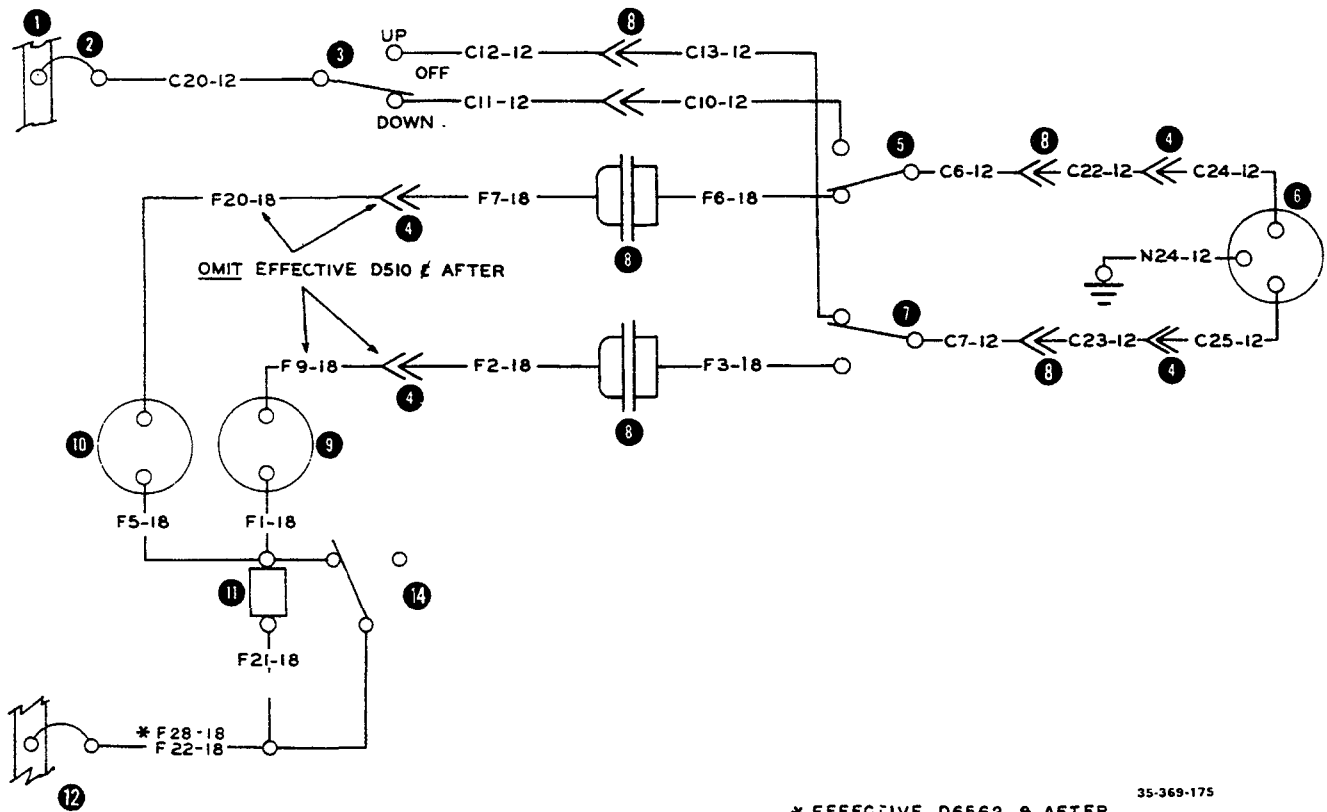 1
2
C20-12
3
UP
OFF
DOWN .
C12-12
8
C13-12
C11-12
C10-12
5
C6-12
8
C22-12
4
C24-12
6
F20-18
4
F7-18
8
F6-18
OMIT EFFECTIVE D510 & AFTER
N24-12
7
C7-12
8
C23-12
4
C25-12
F9-18
4
F2-18
8
F3-18
10
9
F5-18
F1-18
11
14
F21-18
* F28-18
F22-18
12
35-369-175
* EFFECTIVE D6562 & AFTER